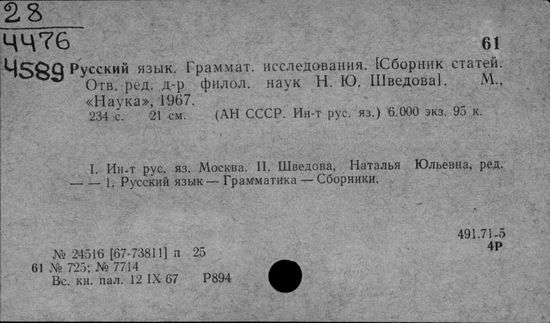 28
4476
4589
61
Русский язык. Граммат. исследования. [Сборник статей.
Отв. ред. д-р филол. наук Н. Ю. Шведова]. М.,
«Наука», 1967.
234 с. 21 см. (АН СССР. Ин-т рус. яз.) 6.000 экз. 95 к.
I. Ин-т рус. яз. Москва. II. Шведова, Наталья Юльевна, ред.
— — 1. Русский язык — Грамматика — Сборники.
491.71-5
4Р
№ 24516 [67-73811] п 25
61 № 725; № 7714
Вс. кн. пал. 12 IX 67 Р894